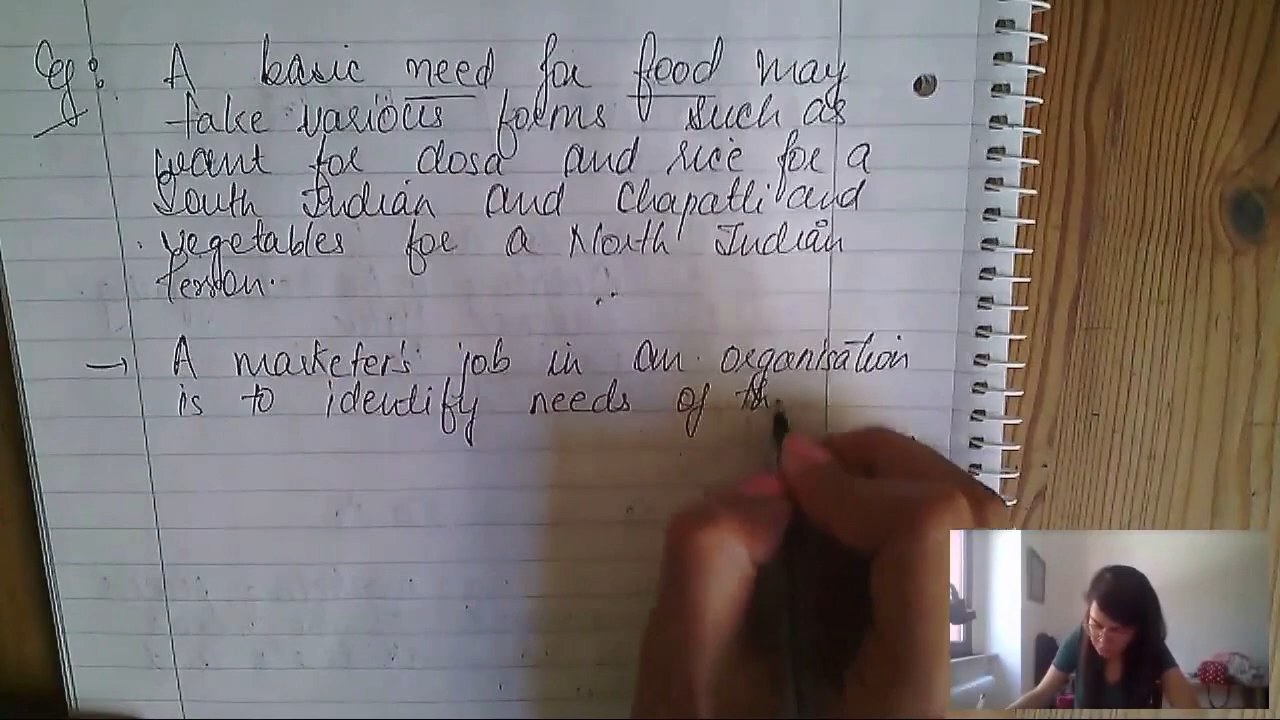 Eg: A basic need for food may
take various forms such as
want for dosa and rice for a
South Indian and Chapatti and
vegetables for a North Indian
Person.
→ A marketer's job in an organisation
is to identify needs of th